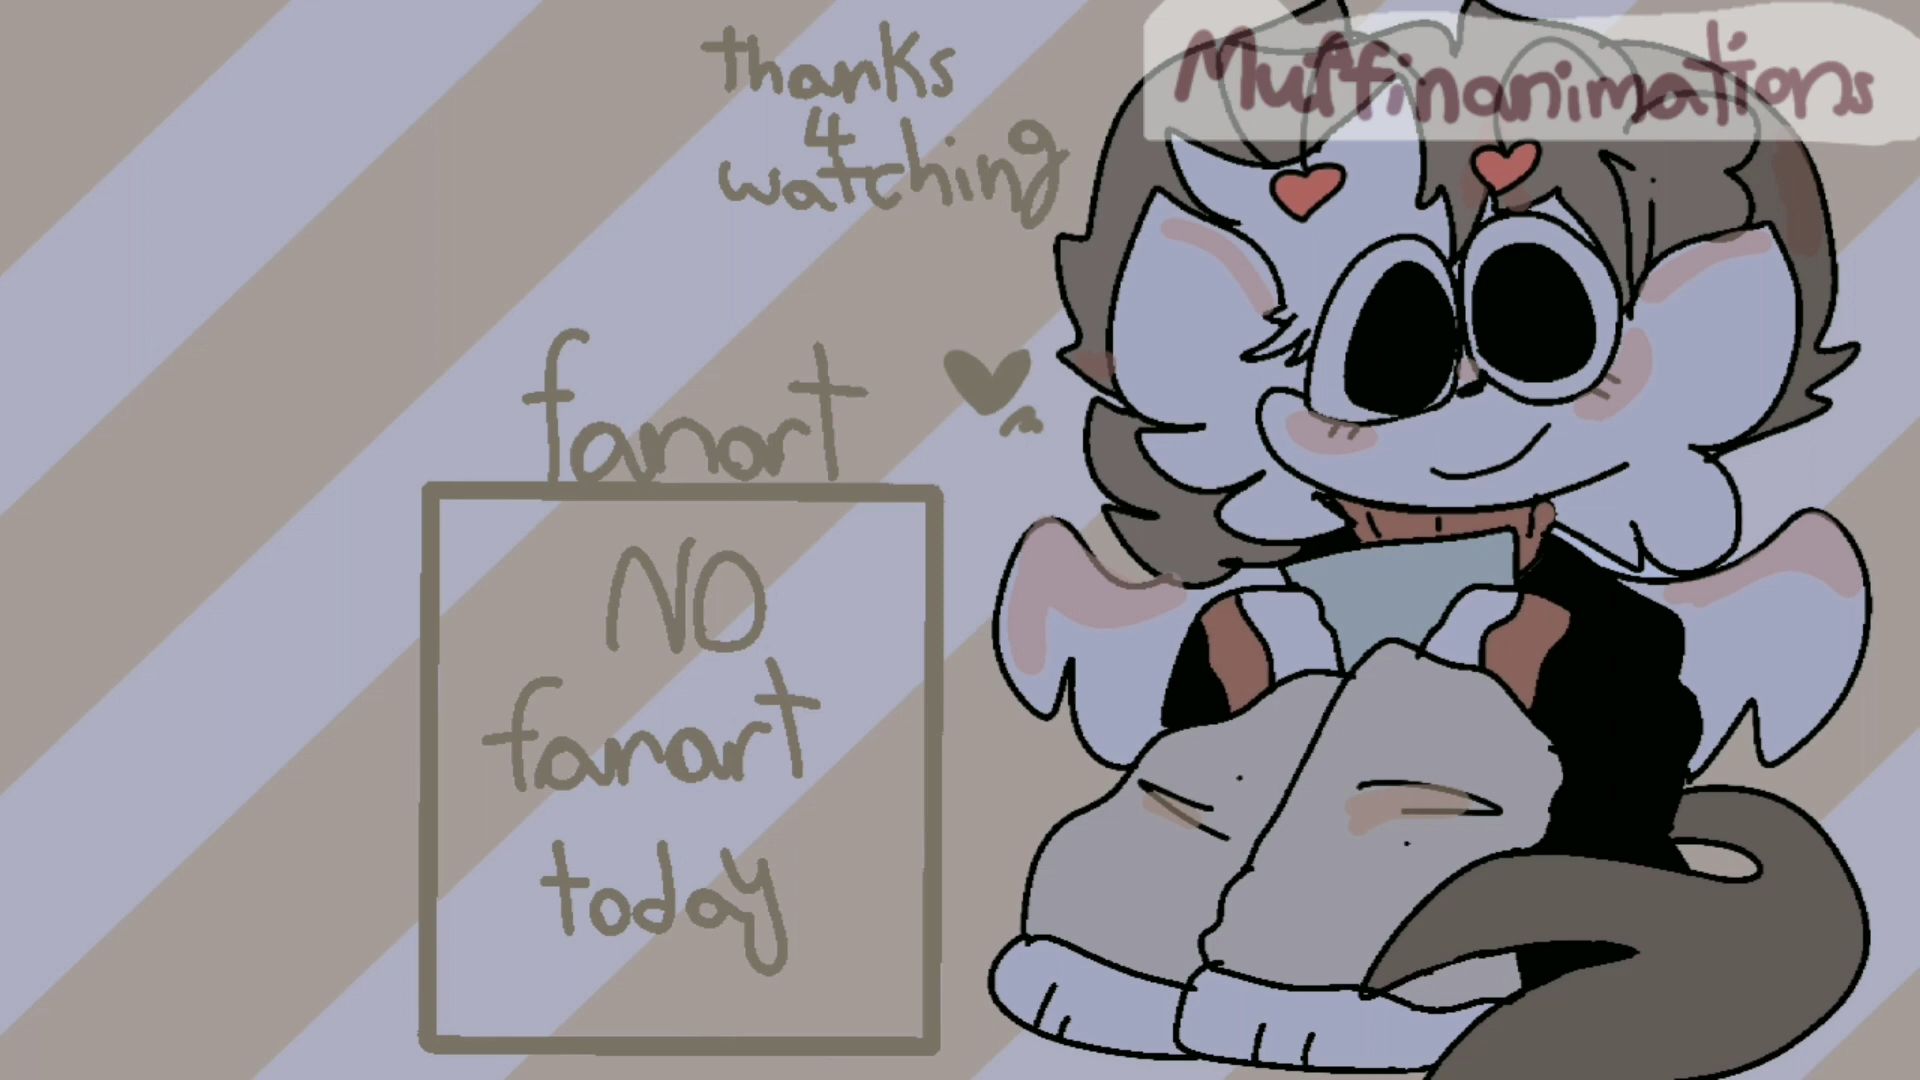 thanks
4
watching
Muffinanimations
fanart
NO
fanart
today